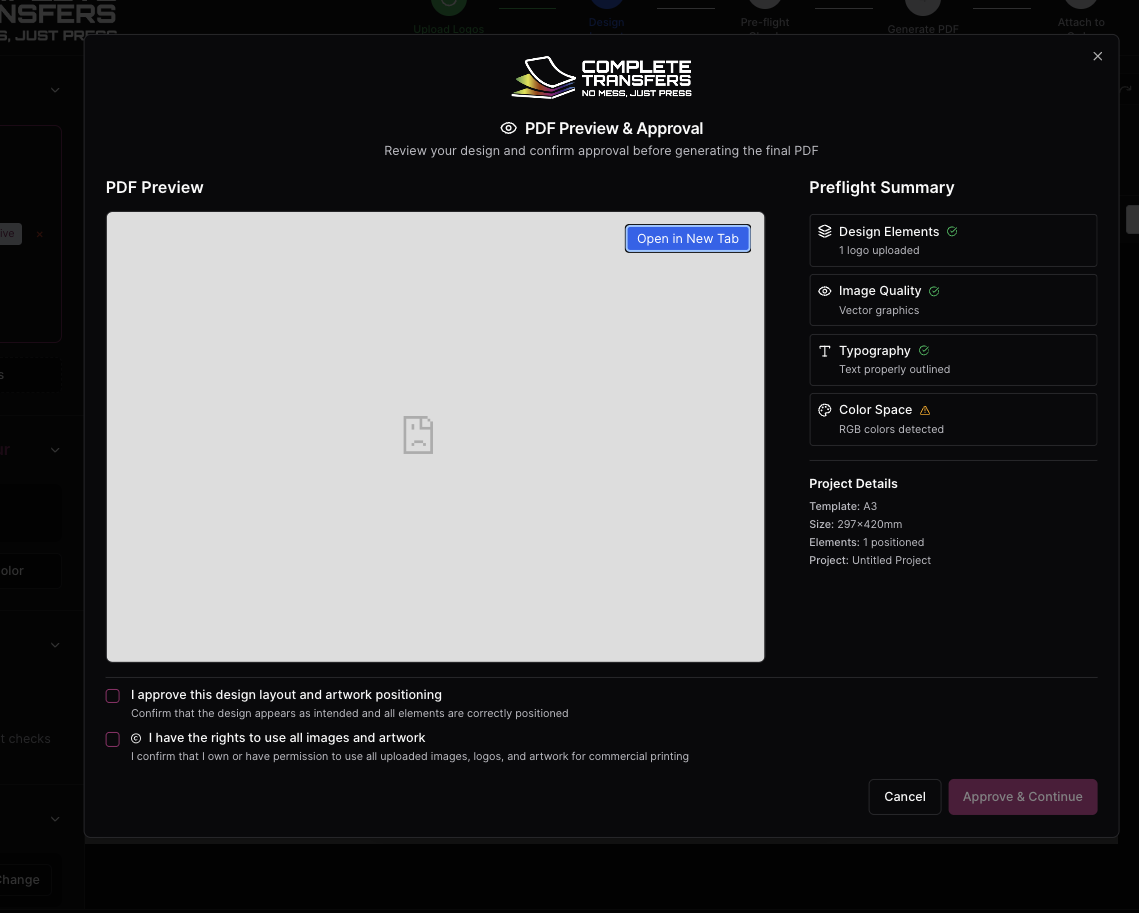 TRANSFERS
S, JUST PRESS
Upload Logos
Design
Pre-flight
Generate PDF
Attach to
COMPLETE
TRANSFERS
NO MESS, JUST PRESS
PDF Preview & Approval
Review your design and confirm approval before generating the final PDF
PDF Preview
Open in New Tab
Preflight Summary
Design Elements
1 logo uploaded
Image Quality
Vector graphics
Typography
Text properly outlined
Color Space
RGB colors detected
Project Details
Template: A3
Size: 297×420mm
Elements: 1 positioned
Project: Untitled Project
I approve this design layout and artwork positioning
Confirm that the design appears as intended and all elements are correctly positioned
© I have the rights to use all images and artwork
I confirm that I own or have permission to use all uploaded images, logos, and artwork for commercial printing
Cancel
Approve & Continue
ive
s
ar
olor
t checks
Change